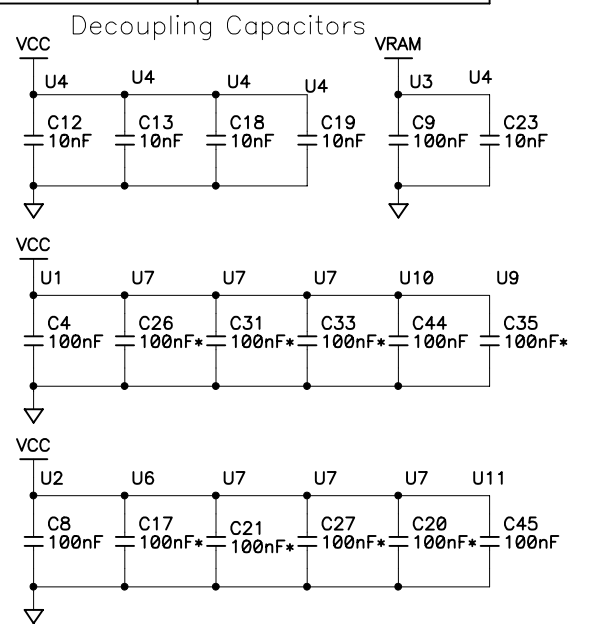 Decoupling Capacitors
VCC
VRAM
U4 U4 U4 U4 U3 U4
C12 C13 C18 C19 C9 C23
10nF 10nF 10nF 10nF 100nF 10nF
VCC
U1 U7 U7 U7 U10 U9
C4 C26 C31 C33 C44 C35
100nF 100nF* 100nF* 100nF* 100nF 100nF*
VCC
U2 U6 U7 U7 U7 U11
C8 C17 C21 C27 C20 C45
100nF 100nF* 100nF* 100nF* 100nF* 100nF